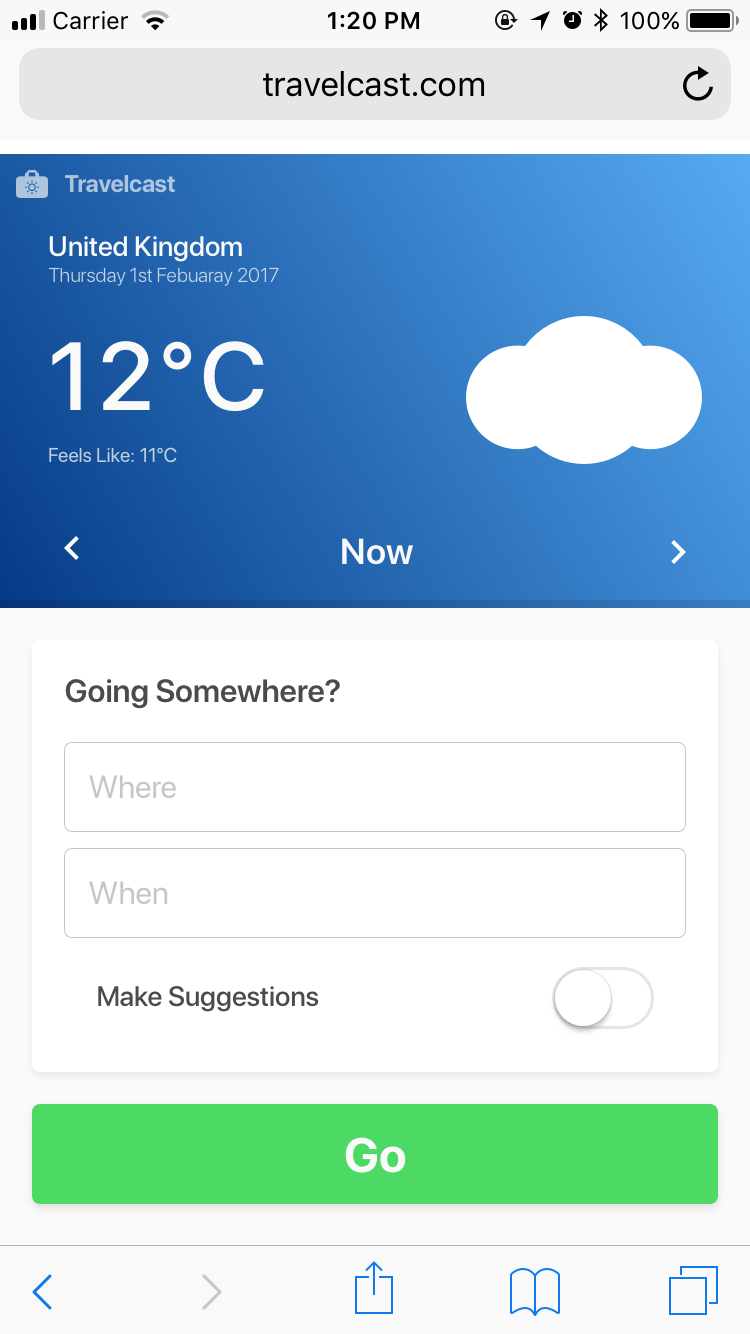 Carrier 1:20 PM 100%
travelcast.com
Travelcast
United Kingdom
Thursday 1st Febuaray 2017
12°C
Feels Like: 11°C
Now
Going Somewhere?
Where
When
Make Suggestions
Go